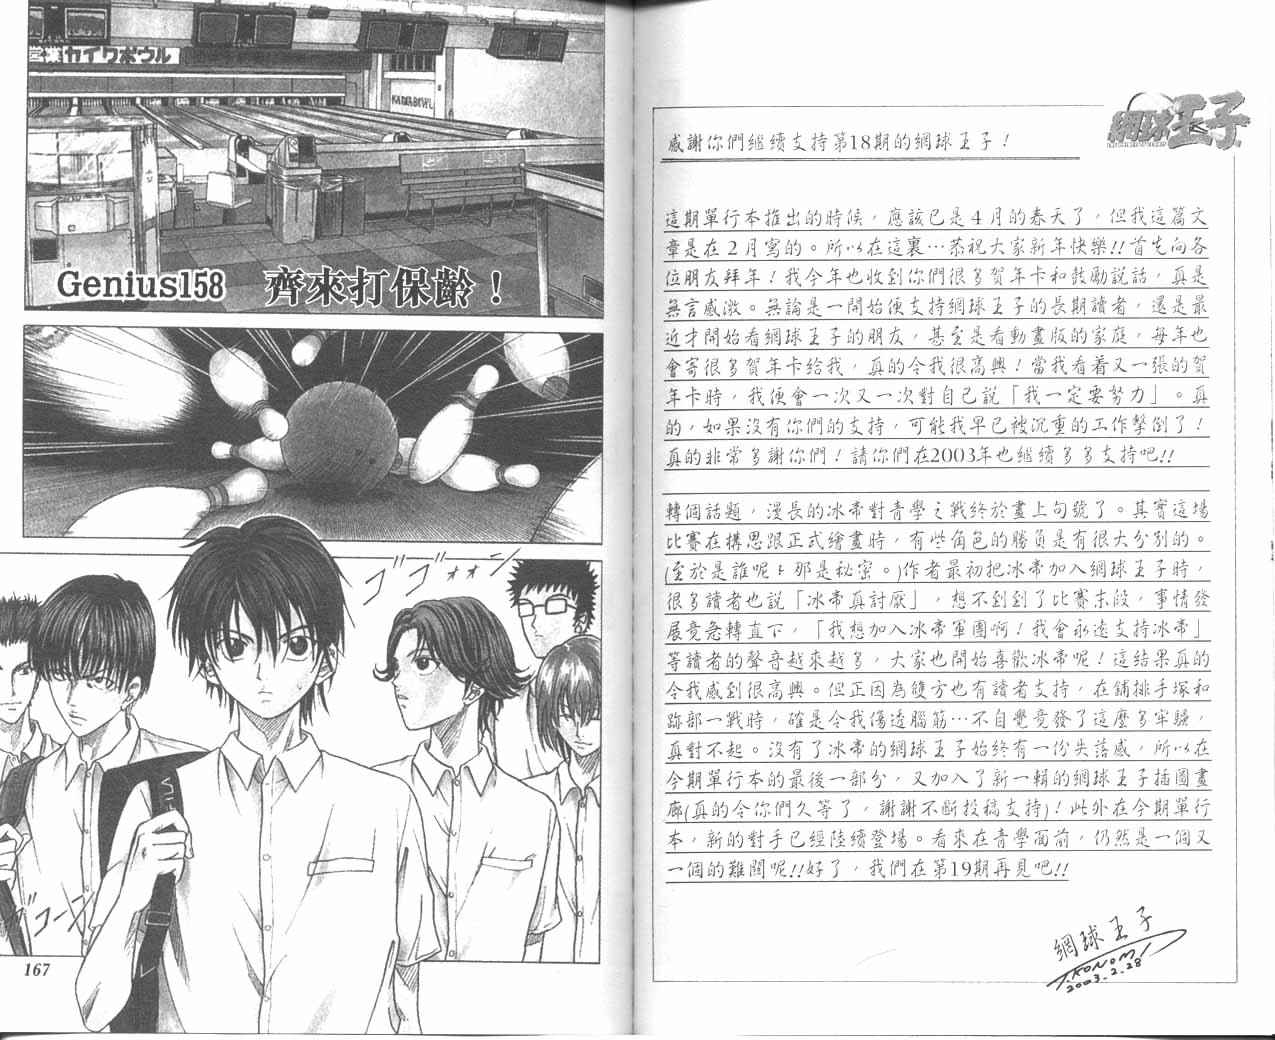 営業カイワボウル
KAIWA BOWL
Genius158 齊來打保齡！
ゴゴォォン
ゴコーン
167
網球王子
感謝你們繼續支持第18期的網球王子！
這期單行本推出的時候，應該已是４月的春天了，但我這篇文
章是在２月寫的。所以在這裏…恭祝大家新年快樂!!首先向各
位朋友拜年！我今年也收到你們很多賀年卡和鼓勵說話，真是
無言感激。無論是一開始便支持網球王子的長期讀者，還是最
近才開始看網球王子的朋友，甚至是看動畫版的家庭，每年也
會寄很多賀年卡給我，真的令我很高興！當我看着又一張的賀
年卡時，我便會一次又一次對自己說「我一定要努力」。真
的，如果沒有你們的支持，可能我早已被沉重的工作擊倒了！
真的非常多謝你們！請你們在2003年也繼續多多支持吧!!
轉個話題，漫長的冰帝對青學之戰終於畫上句號了。其實這場
比賽在構思跟正式繪畫時，有些角色的勝負是有很大分別的。
(至於是誰呢，那是秘密。)作者最初把冰帝加入網球王子時，
很多讀者也說「冰帝真討厭」，想不到到了比賽末段，事情發
展竟急轉直下，「我想加入冰帝軍團啊！我會永遠支持冰帝」
等讀者的聲音越來越多，大家也開始喜歡冰帝呢！這結果真的
令我感到很高興。但正因為雙方也有讀者支持，在鋪排手塚和
跡部一戰時，確是令我傷透腦筋…不自覺竟發了這麼多牢騷，
真對不起。沒有了冰帝的網球王子始終有一份失落感，所以在
今期單行本的最後一部分，又加入了新一輯的網球王子插圖畫
廊(真的令你們久等了，謝謝不斷投稿支持)！此外在今期單行
本，新的對手已經陸續登場。看來在青學面前，仍然是一個又
一個的難關呢!!好了，我們在第19期再見吧!!
網球王子
T.KONOMI
2003.2.28